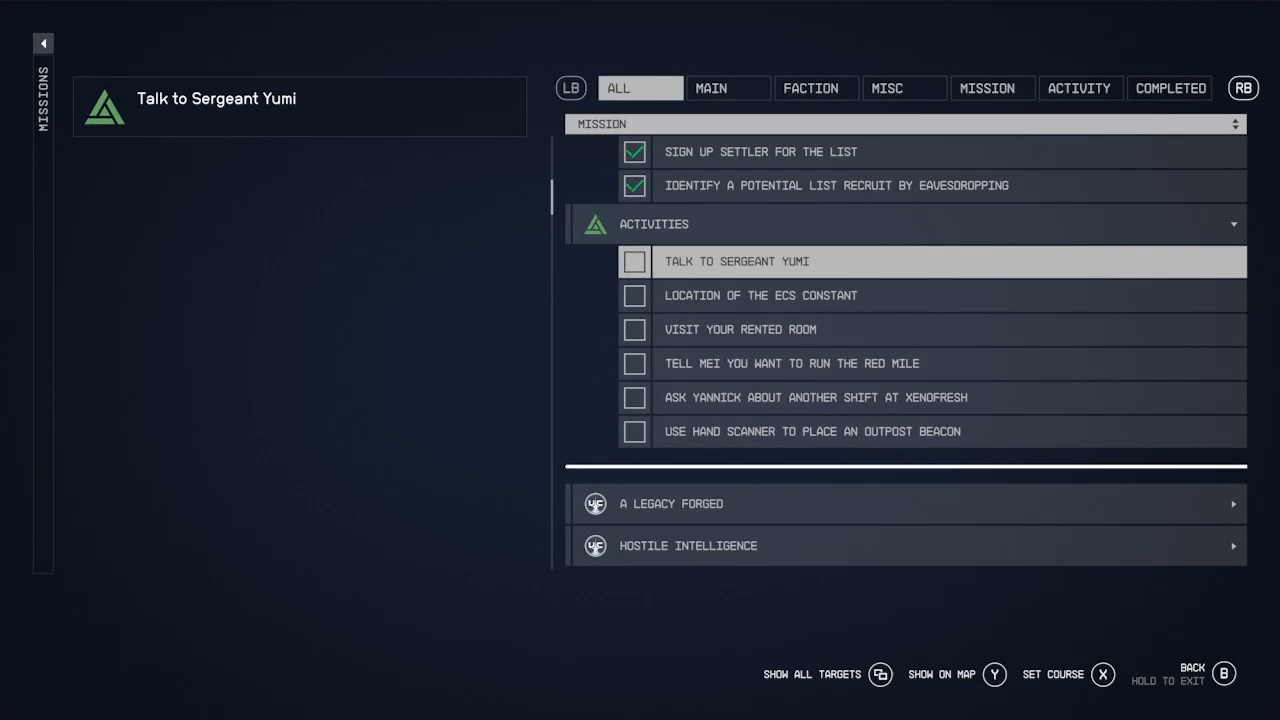 MISSIONS
Talk to Sergeant Yumi
LB
ALL
MAIN
FACTION
MISC
MISSION
ACTIVITY
COMPLETED
RB
MISSION
SIGN UP SETTLER FOR THE LIST
IDENTIFY A POTENTIAL LIST RECRUIT BY EAVESDROPPING
ACTIVITIES
TALK TO SERGEANT YUMI
LOCATION OF THE ECS CONSTANT
VISIT YOUR RENTED ROOM
TELL MEI YOU WANT TO RUN THE RED MILE
ASK YANNICK ABOUT ANOTHER SHIFT AT XENOFRESH
USE HAND SCANNER TO PLACE AN OUTPOST BEACON
UC
A LEGACY FORGED
UC
HOSTILE INTELLIGENCE
SHOW ALL TARGETS
SHOW ON MAP Y
SET COURSE X
BACK B
HOLD TO EXIT